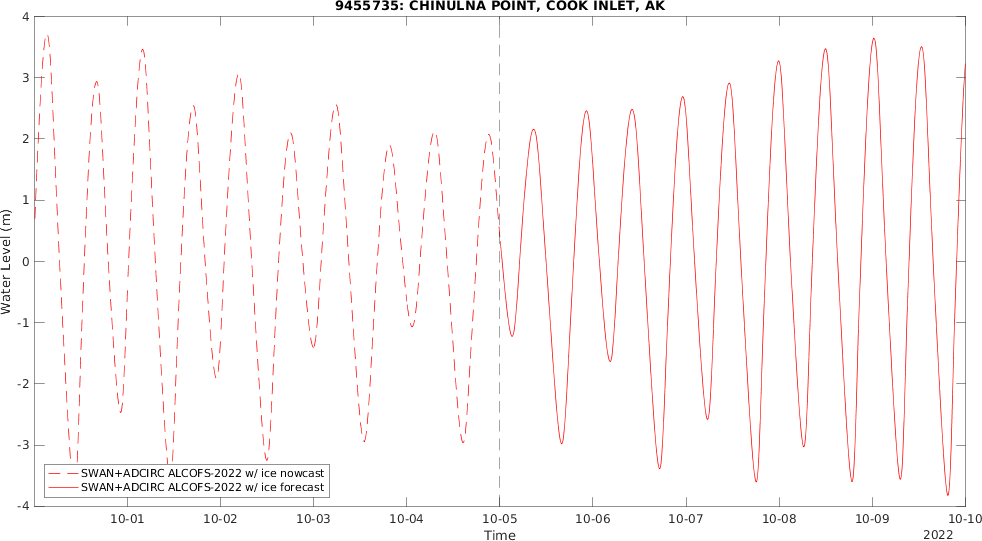 9455735: CHINULNA POINT, COOK INLET, AK
4
3
2
1
0
-1
-2
-3
-4
Water Level (m)
SWAN+ADCIRC ALCOFS-2022 w/ ice nowcast
SWAN+ADCIRC ALCOFS-2022 w/ ice forecast
10-01 10-02 10-03 10-04 10-05 10-06 10-07 10-08 10-09 10-10
Time
2022